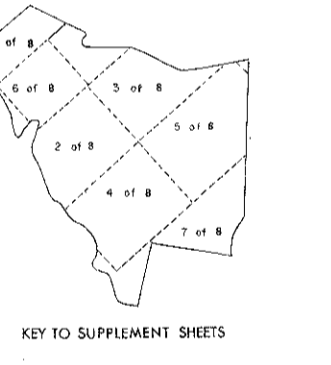 of 8
6 of 8
3 of 8
5 of 8
2 of 8
4 of 8
7 of 8
KEY TO SUPPLEMENT SHEETS